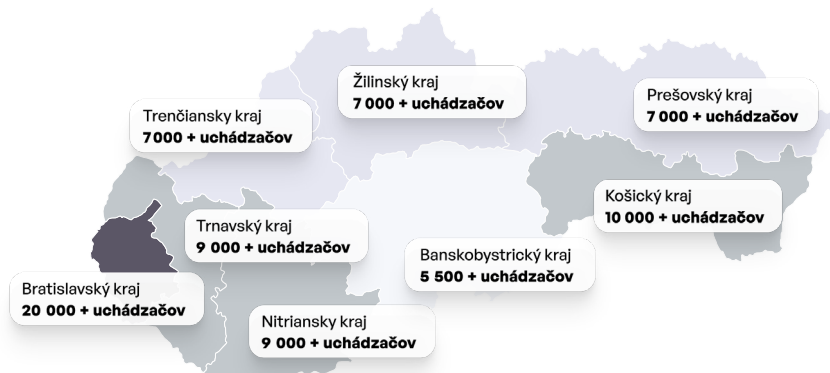 Žilinský kraj
7 000 + uchádzačov
Prešovský kraj
7 000 + uchádzačov
Trenčiansky kraj
7 000 + uchádzačov
Košický kraj
10 000 + uchádzačov
Trnavský kraj
9 000 + uchádzačov
Banskobystrický kraj
5 500 + uchádzačov
Bratislavský kraj
20 000 + uchádzačov
Nitriansky kraj
9 000 + uchádzačov